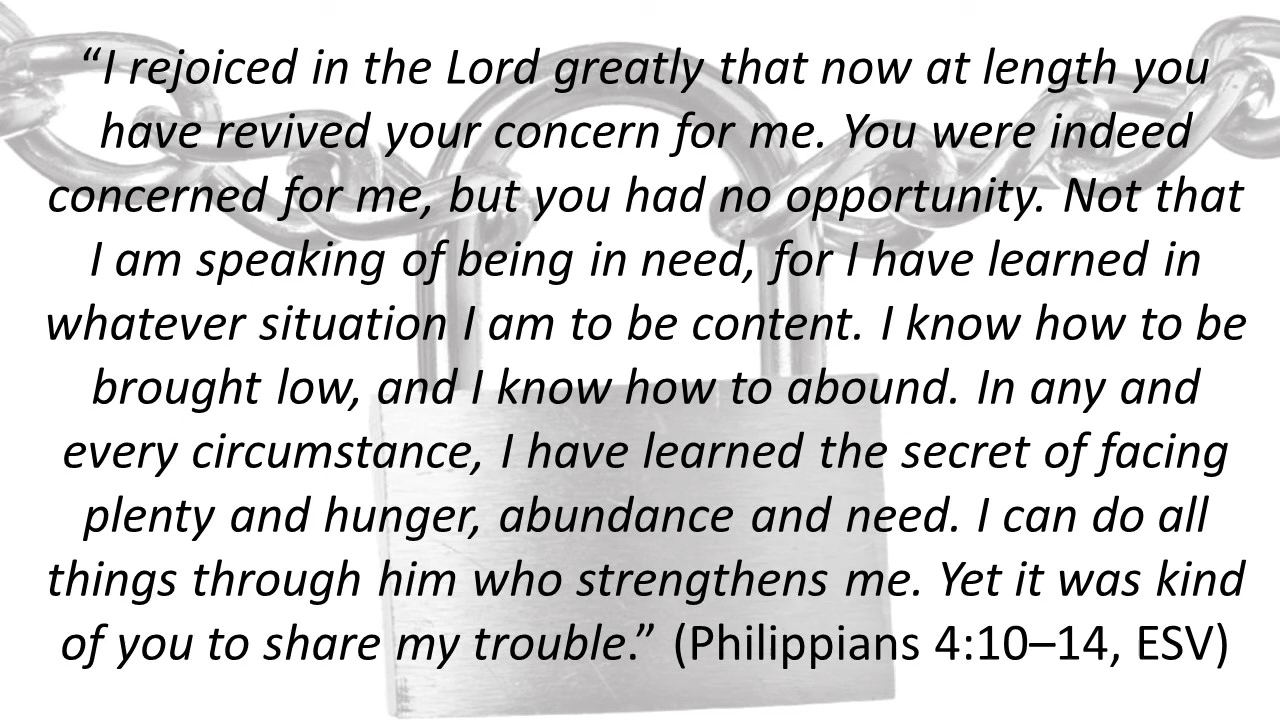 “I rejoiced in the Lord greatly that now at length you
have revived your concern for me. You were indeed
concerned for me, but you had no opportunity. Not that
I am speaking of being in need, for I have learned in
whatever situation I am to be content. I know how to be
brought low, and I know how to abound. In any and
every circumstance, I have learned the secret of facing
plenty and hunger, abundance and need. I can do all
things through him who strengthens me. Yet it was kind
of you to share my trouble.” (Philippians 4:10–14, ESV)